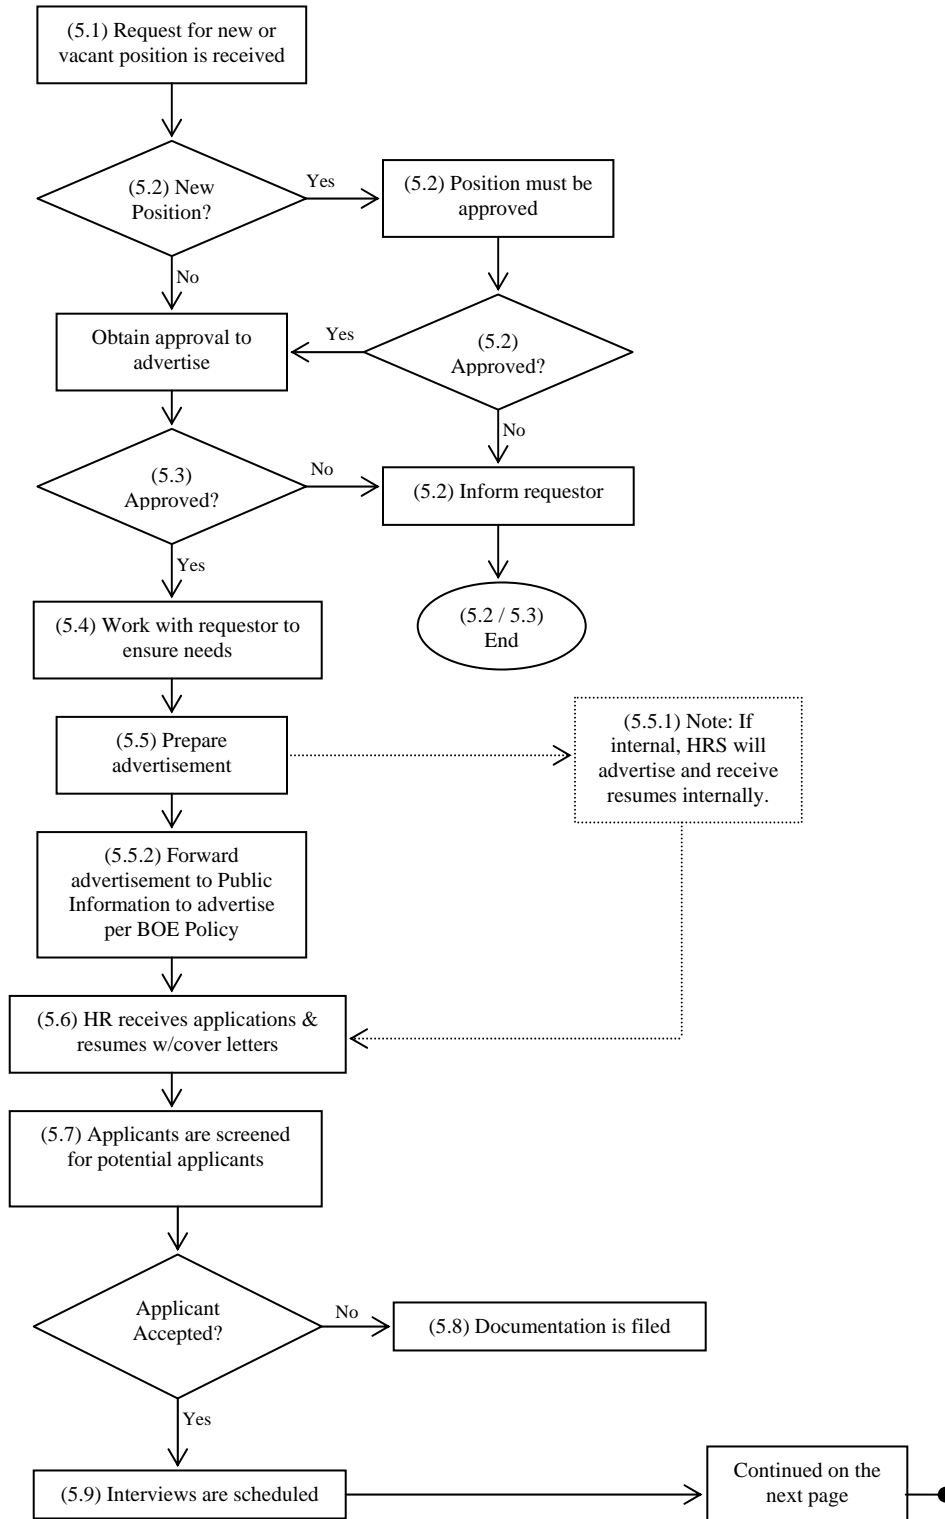 (5.1) Request for new or
vacant position is received
(5.2) New
Position?
Yes
(5.2) Position must be
approved
No
Obtain approval to
advertise
Yes
(5.2)
Approved?
No
(5.3)
Approved?
No
(5.2) Inform requestor
Yes
(5.2 / 5.3)
End
(5.4) Work with requestor to
ensure needs
(5.5) Prepare
advertisement
(5.5.1) Note: If
internal, HRS will
advertise and receive
resumes internally.
(5.5.2) Forward
advertisement to Public
Information to advertise
per BOE Policy
(5.6) HR receives applications &
resumes w/cover letters
(5.7) Applicants are screened
for potential applicants
Applicant
Accepted?
No
(5.8) Documentation is filed
Yes
(5.9) Interviews are scheduled
Continued on the
next page